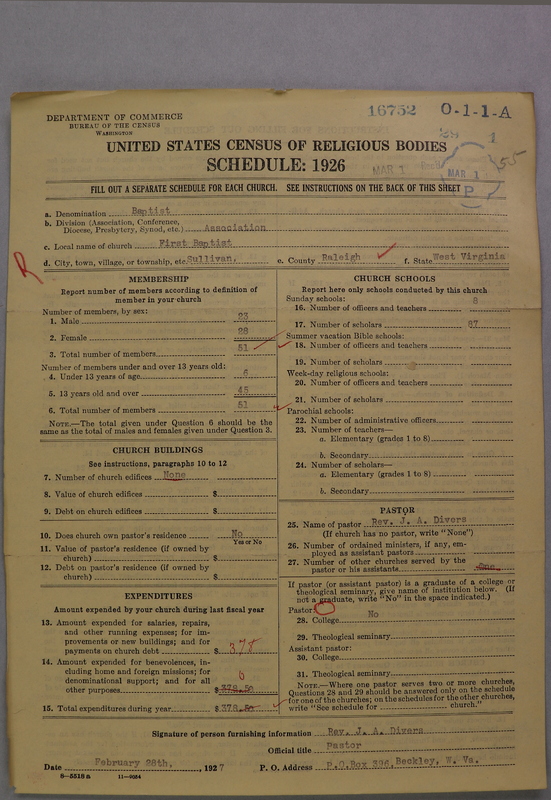 DEPARTMENT OF COMMERCE
BUREAU OF THE CENSUS
WASHINGTON
16752 O-1-1-A
1
MAR 1
MAR 1
P
55
UNITED STATES CENSUS OF RELIGIOUS BODIES
SCHEDULE: 1926
FILL OUT A SEPARATE SCHEDULE FOR EACH CHURCH. SEE INSTRUCTIONS ON THE BACK OF THIS SHEET
a. Denomination Baptist
b. Division (Association, Conference,
Diocese, Presbytery, Synod, etc.) Association
c. Local name of church First Baptist
d. City, town, village, or township, etc. Sullivan, e. County Raleigh f. State West Virginia
R
MEMBERSHIP
Report number of members according to definition of
member in your church
Number of members, by sex:
1. Male 23
2. Female 28
3. Total number of members 51
Number of members under and over 13 years old:
4. Under 13 years of age 6
5. 13 years old and over 45
6. Total number of members 51
NOTE.—The total given under Question 6 should be the
same as the total of males and females given under Question 3.
CHURCH BUILDINGS
See instructions, paragraphs 10 to 12
7. Number of church edifices None
8. Value of church edifices $
9. Debt on church edifices $
10. Does church own pastor's residence No
Yes or No
11. Value of pastor's residence (if owned by
church) $
12. Debt on pastor's residence (if owned by
church) $
EXPENDITURES
Amount expended by your church during last fiscal year
13. Amount expended for salaries, repairs,
and other running expenses; for im-
provements or new buildings; and for
payments on church debt $ 378
14. Amount expended for benevolences, in-
cluding home and foreign missions; for
denominational support; and for all
other purposes $ 378.50
0
15. Total expenditures during year $ 378.50
CHURCH SCHOOLS
Report here only schools conducted by this church
Sunday schools:
16. Number of officers and teachers 8
17. Number of scholars 87
Summer vacation Bible schools:
18. Number of officers and teachers
19. Number of scholars
Week-day religious schools:
20. Number of officers and teachers
21. Number of scholars
Parochial schools:
22. Number of administrative officers
23. Number of teachers—
a. Elementary (grades 1 to 8)
b. Secondary
24. Number of scholars—
a. Elementary (grades 1 to 8)
b. Secondary
PASTOR
25. Name of pastor Rev. J. A. Divers
(If church has no pastor, write "None")
26. Number of ordained ministers, if any, em-
ployed as assistant pastors
27. Number of other churches served by the
pastor or his assistants One
If pastor (or assistant pastor) is a graduate of a college or
theological seminary, give name of institution below. (If
not a graduate, write "No" in the space indicated.)
Pastor:
28. College No
29. Theological seminary
Assistant pastor:
30. College
31. Theological seminary
NOTE.—Where one pastor serves two or more churches,
Questions 28 and 29 should be answered only on the schedule
for one of the churches; on the schedules for the other churches,
write "See schedule for church."
Signature of person furnishing information Rev. J. A. Divers
Official title Pastor
Date February 28th, 1927 P. O. Address P.O.Box 396, Beckley, W. Va.
8—5518a 11—9024